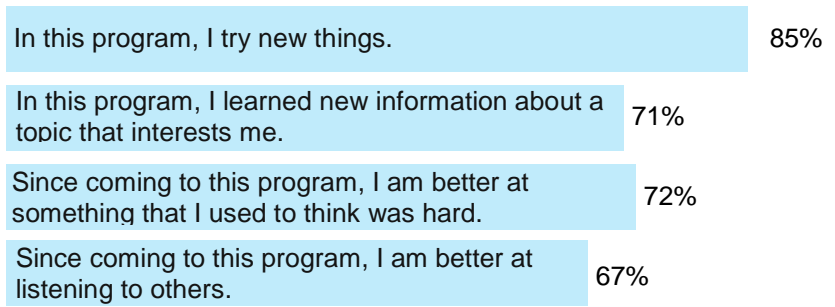 In this program, I try new things.
85%
In this program, I learned new information about a
topic that interests me.
71%
Since coming to this program, I am better at
something that I used to think was hard.
72%
Since coming to this program, I am better at
listening to others.
67%